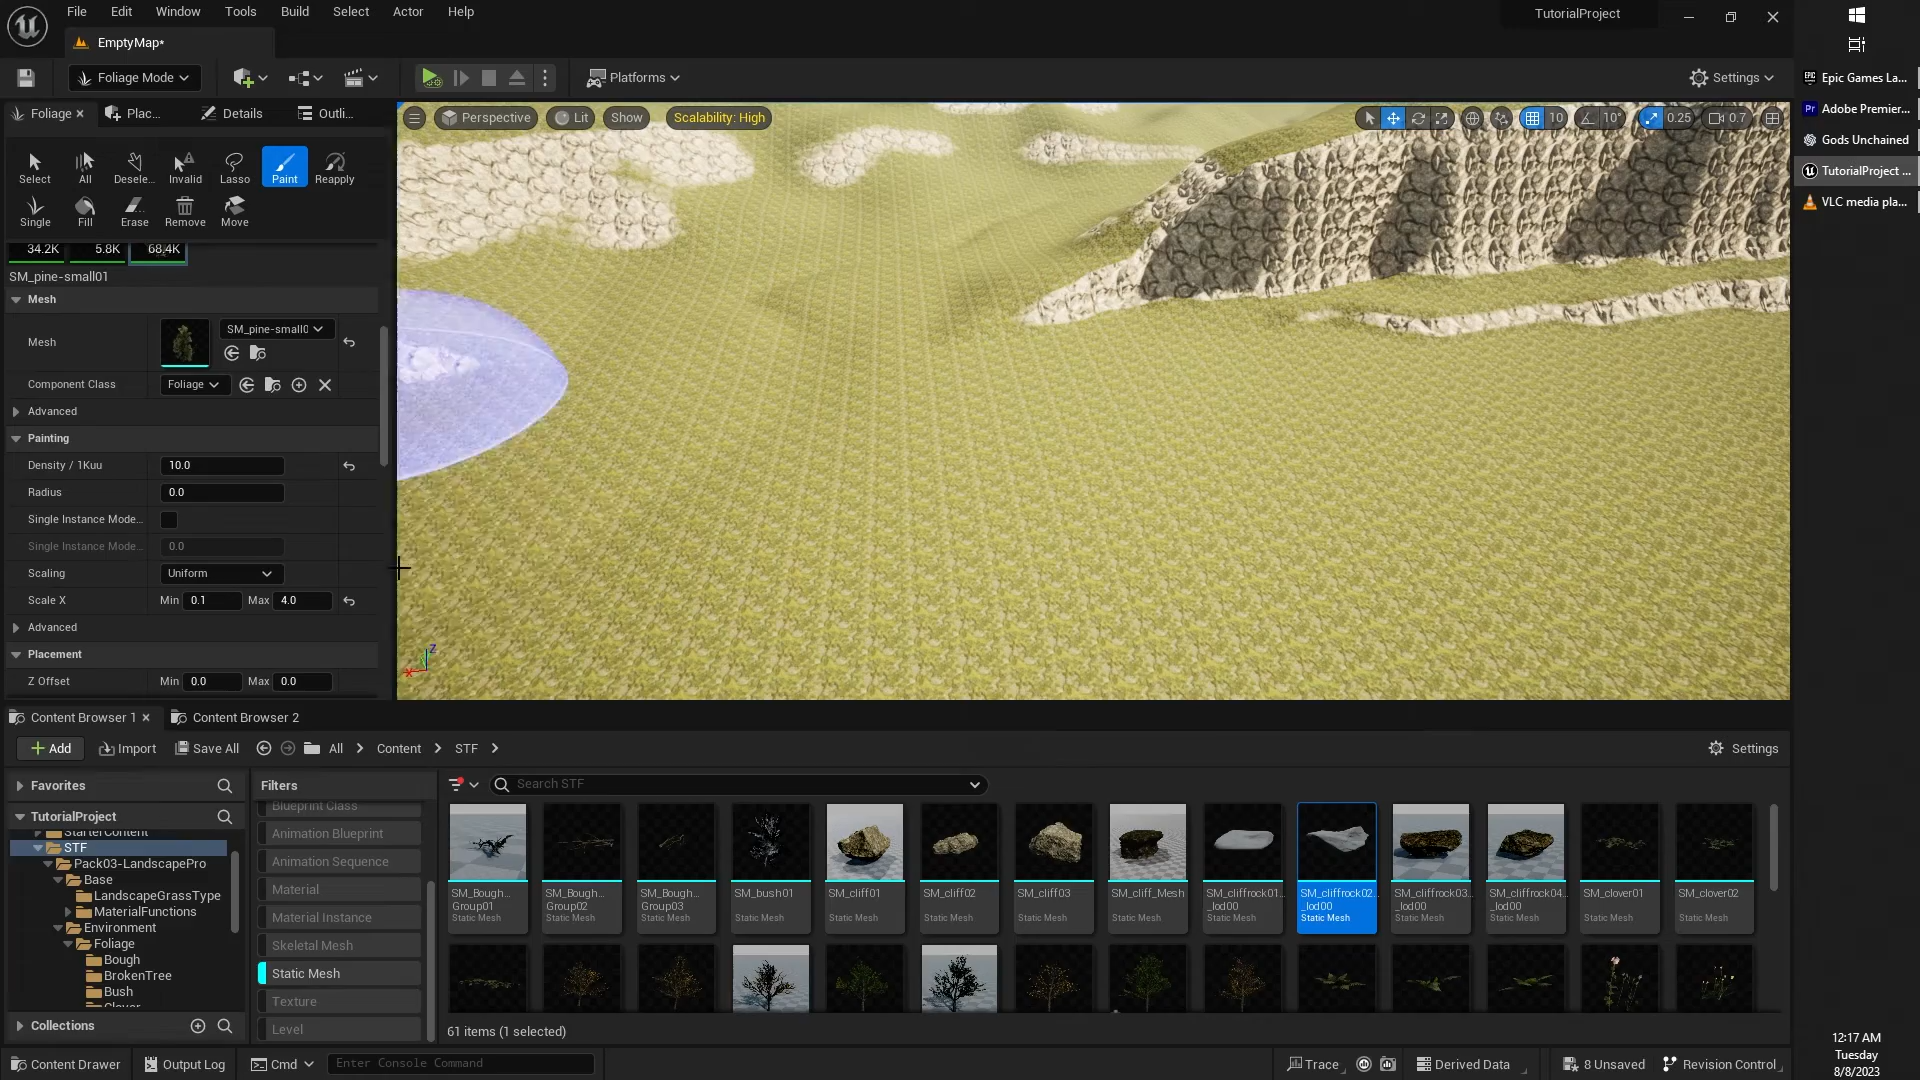 File Edit Window Tools Build Select Actor Help
TutorialProject
EmptyMap*
Foliage Mode
Platforms
Settings
Foliage
Plac...
Details
Outli...
Select All Desele... Invalid Lasso Paint Reapply
Single Fill Erase Remove Move
34.2K 5.8K 68.4K
SM_pine-small01
Mesh
Mesh
SM_pine-small0
Component Class
Foliage
Advanced
Painting
Density / 1Kuu 10.0
Radius 0.0
Single Instance Mode...
Single Instance Mode... 0.0
Scaling Uniform
Scale X Min 0.1 Max 4.0
Advanced
Placement
Z Offset Min 0.0 Max 0.0
Perspective Lit Show Scalability: High
10 10° 0.25 0.7
Z
X
Epic Games La...
Adobe Premier...
Gods Unchained
TutorialProject ...
VLC media pla...
Content Browser 1
Content Browser 2
Add Import Save All All Content STF
Settings
Favorites
TutorialProject
StarterContent
STF
Pack03-LandscapePro
Base
LandscapeGrassType
MaterialFunctions
Environment
Foliage
Bough
BrokenTree
Bush
Clover
Collections
Filters
Blueprint Class
Animation Blueprint
Animation Sequence
Material
Material Instance
Skeletal Mesh
Static Mesh
Texture
Level
Search STF
SM_Bough... Group01 Static Mesh
SM_Bough... Group02 Static Mesh
SM_Bough... Group03 Static Mesh
SM_bush01 Static Mesh
SM_cliff01 Static Mesh
SM_cliff02 Static Mesh
SM_cliff03 Static Mesh
SM_cliff_Mesh Static Mesh
SM_cliffrock01... _lod00 Static Mesh
SM_cliffrock02... _lod00 Static Mesh
SM_cliffrock03... _lod00 Static Mesh
SM_cliffrock04... _lod00 Static Mesh
SM_clover01 Static Mesh
SM_clover02 Static Mesh
61 items (1 selected)
Content Drawer Output Log Cmd Enter Console Command
Trace Derived Data 8 Unsaved Revision Control
12:17 AM
Tuesday
8/8/2023